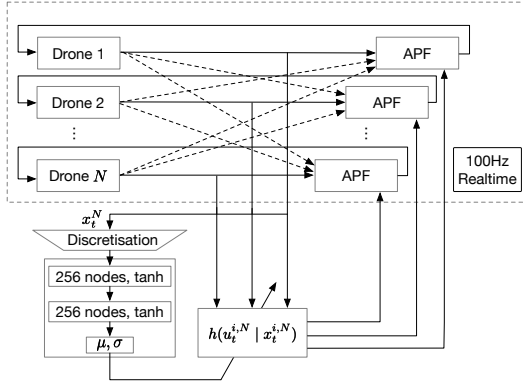 Drone 1
APF
Drone 2
APF
⋮
⋮
Drone N
APF
100Hz
Realtime
x_t^N
Discretisation
256 nodes, tanh
256 nodes, tanh
μ, σ
h(u_t^{i,N} | x_t^{i,N})